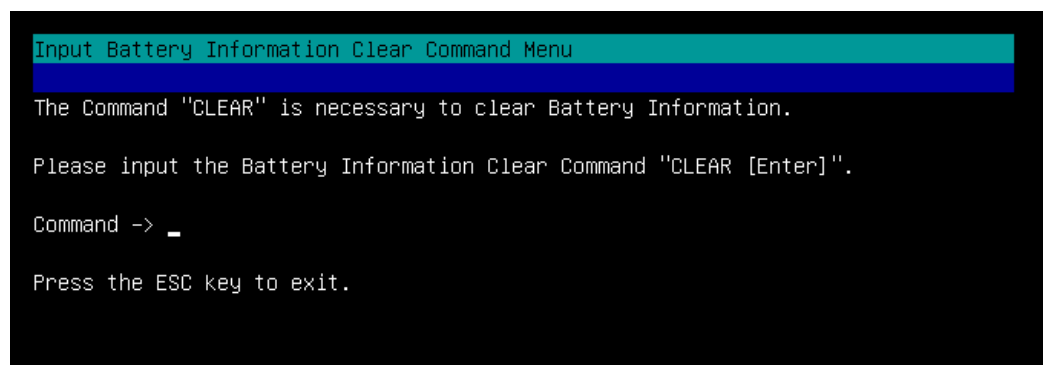 Input Battery Information Clear Command Menu
The Command "CLEAR" is necessary to clear Battery Information.
Please input the Battery Information Clear Command "CLEAR [Enter]".
Command -> _
Press the ESC key to exit.